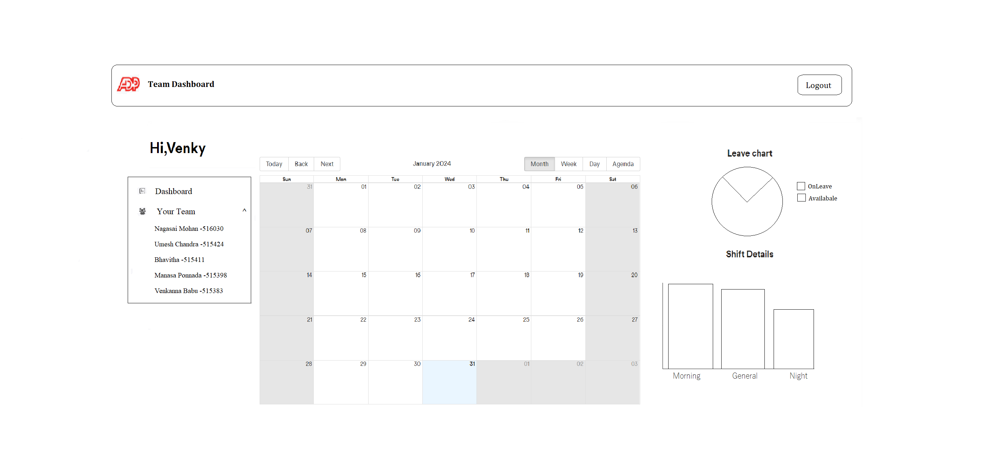 ADP Team Dashboard Logout
Hi,Venky
Dashboard
Your Team ^
Nagasai Mohan -516030
Umesh Chandra -515424
Bhavitha -515411
Manasa Ponnada -515398
Venkanna Babu -515383
Today Back Next January 2024 Month Week Day Agenda
Sun Mon Tue Wed Thu Fri Sat
31 01 02 03 04 05 06
07 08 09 10 11 12 13
14 15 16 17 18 19 20
21 22 23 24 25 26 27
28 29 30 31 01 02 03
Leave chart
OnLeave
Availabale
Shift Details
Morning General Night